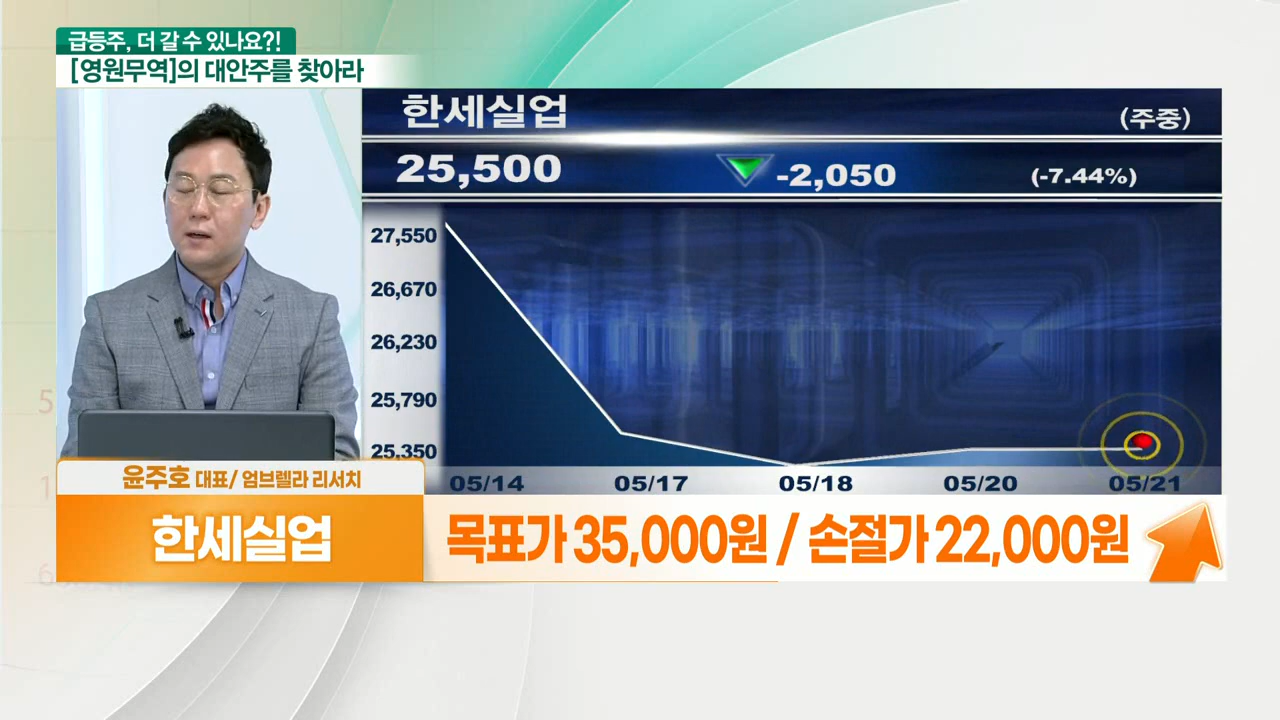 급등주, 더 갈 수 있나요?!
[영원무역]의 대안주를 찾아라
한세실업 (주중)
25,500 -2,050 (-7.44%)
27,550
26,670
26,230
25,790
25,350
05/14 05/17 05/18 05/20 05/21
윤주호 대표/ 엄브렐라 리서치
한세실업
목표가 35,000원 / 손절가 22,000원